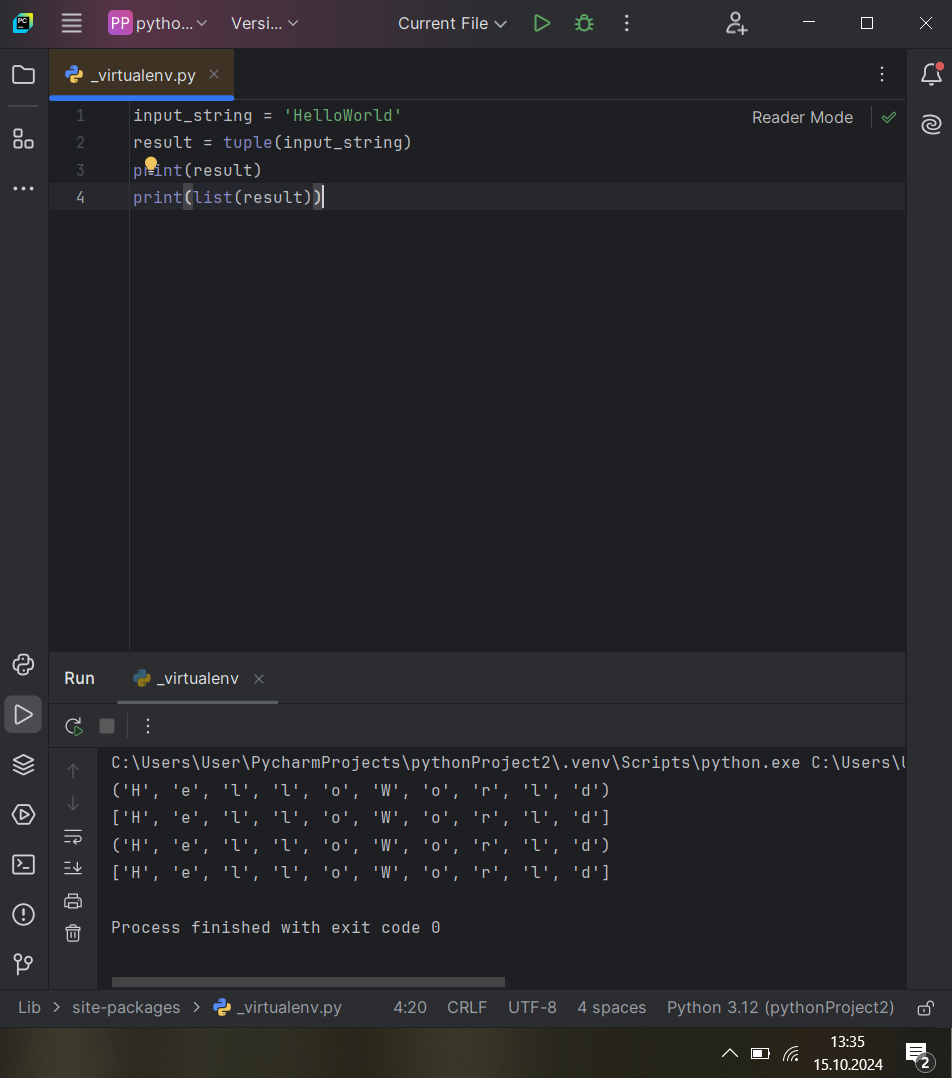 PC
PP pytho... Versi... Current File
_virtualenv.py
1 input_string = 'HelloWorld'
Reader Mode
2 result = tuple(input_string)
3 print(result)
4 print(list(result))
Run _virtualenv
C:\Users\User\PycharmProjects\pythonProject2\.venv\Scripts\python.exe C:\Users\U
('H', 'e', 'l', 'l', 'o', 'W', 'o', 'r', 'l', 'd')
['H', 'e', 'l', 'l', 'o', 'W', 'o', 'r', 'l', 'd']
('H', 'e', 'l', 'l', 'o', 'W', 'o', 'r', 'l', 'd')
['H', 'e', 'l', 'l', 'o', 'W', 'o', 'r', 'l', 'd']
Process finished with exit code 0
Lib > site-packages > _virtualenv.py 4:20 CRLF UTF-8 4 spaces Python 3.12 (pythonProject2)
13:35
15.10.2024
2